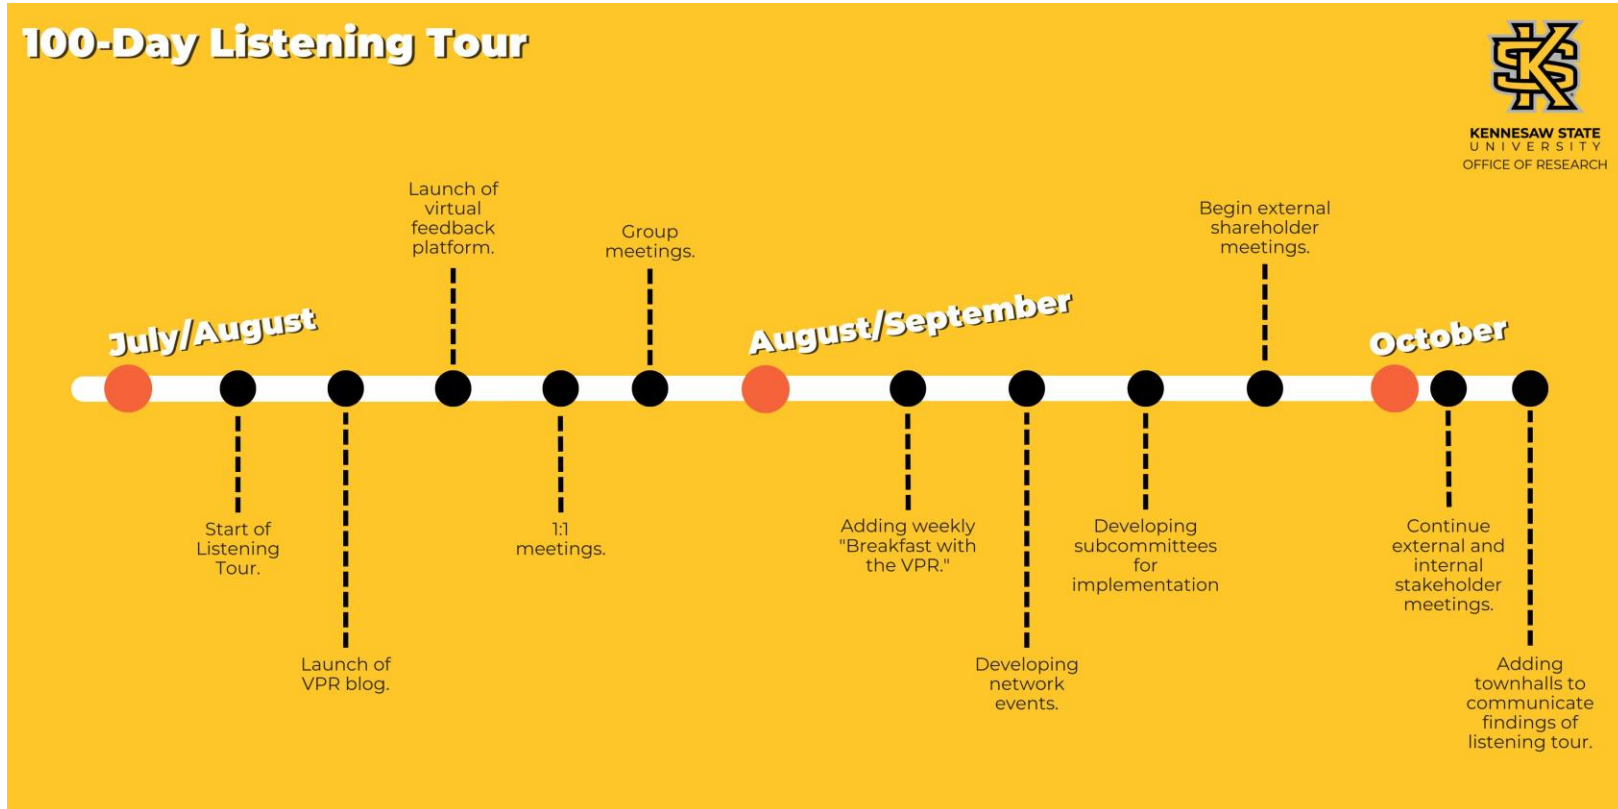 100-Day Listening Tour
KS
KENNESAW STATE
UNIVERSITY
OFFICE OF RESEARCH
July/August
Start of
Listening
Tour.
Launch of
VPR blog.
Launch of
virtual
feedback
platform.
1:1
meetings.
Group
meetings.
August/September
Adding weekly
"Breakfast with
the VPR."
Developing
network
events.
Developing
subcommittees
for
implementation
Begin external
shareholder
meetings.
October
Continue
external and
internal
stakeholder
meetings.
Adding
townhalls to
communicate
findings of
listening tour.